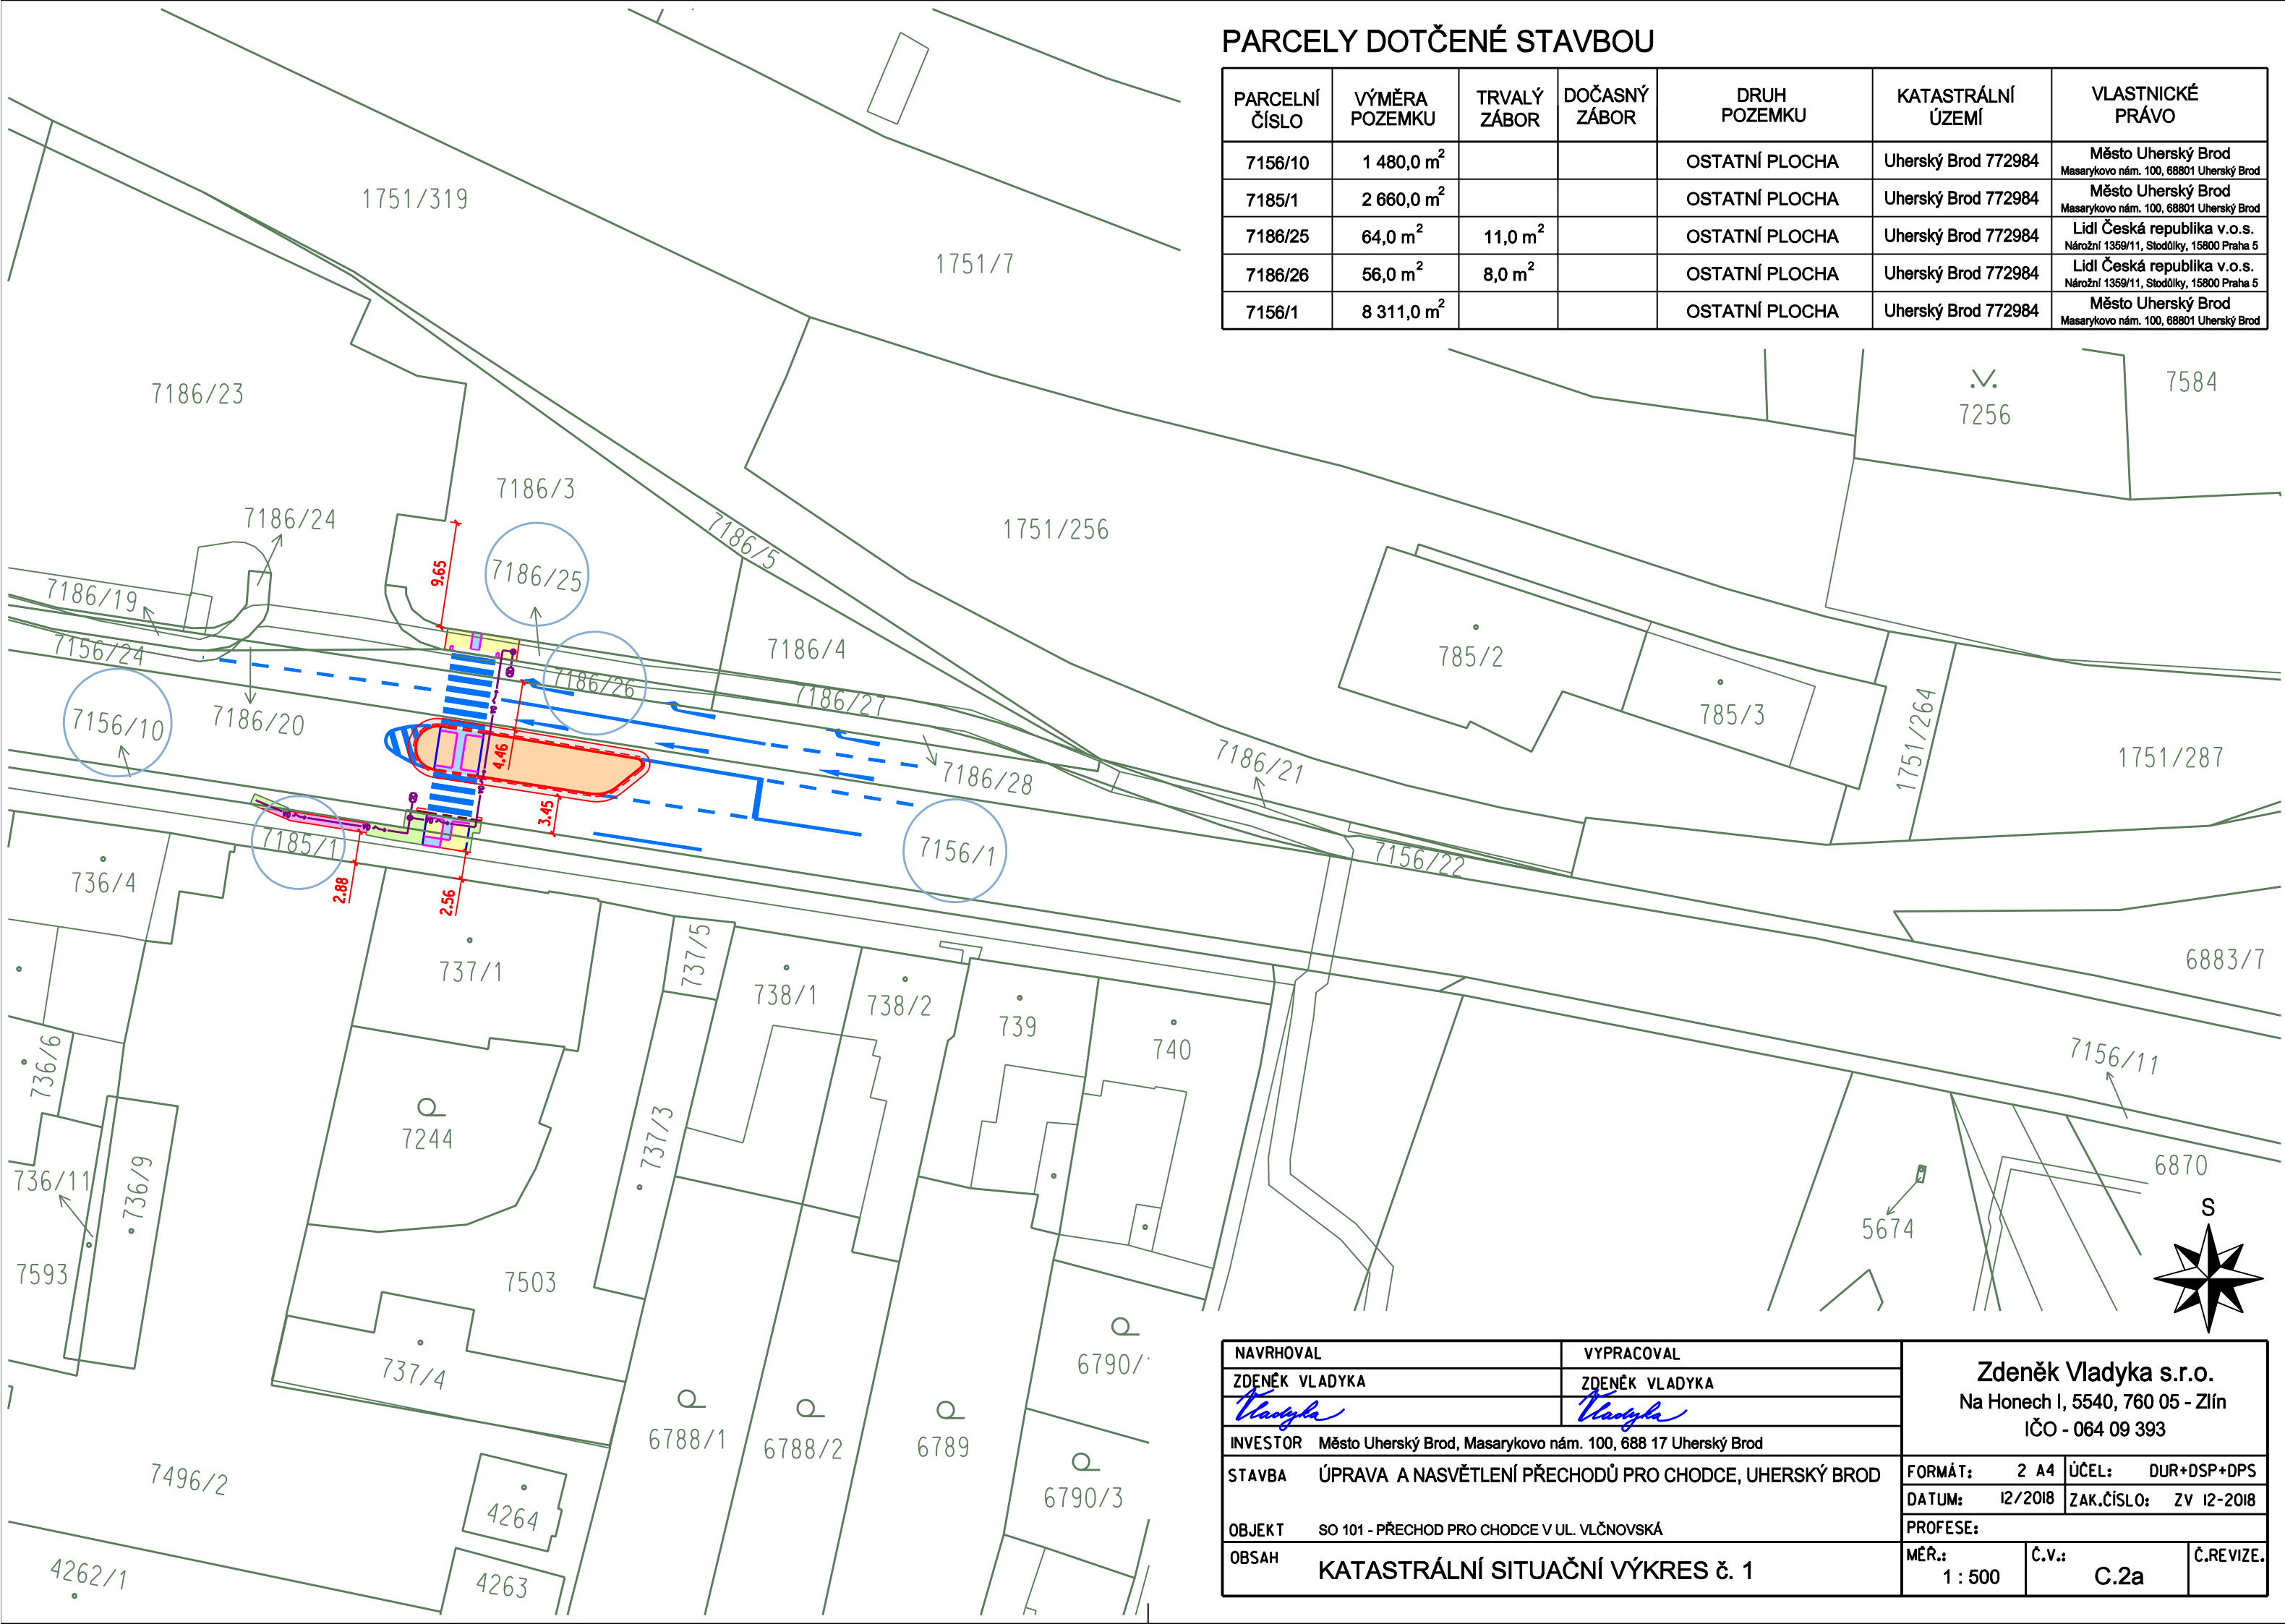 PARCELY DOTČENÉ STAVBOU
PARCELNÍ ČÍSLO VÝMĚRA POZEMKU TRVALÝ ZÁBOR DOČASNÝ ZÁBOR DRUH POZEMKU KATASTRÁLNÍ ÚZEMÍ VLASTNICKÉ PRÁVO
7156/10 1 480,0 m² OSTATNÍ PLOCHA Uherský Brod 772984 Město Uherský Brod
Masarykovo nám. 100, 68801 Uherský Brod
7185/1 2 660,0 m² OSTATNÍ PLOCHA Uherský Brod 772984 Město Uherský Brod
Masarykovo nám. 100, 68801 Uherský Brod
7186/25 64,0 m² 11,0 m² OSTATNÍ PLOCHA Uherský Brod 772984 Lidl Česká republika v.o.s.
Nárožní 1359/11, Stodůlky, 15800 Praha 5
7186/26 56,0 m² 8,0 m² OSTATNÍ PLOCHA Uherský Brod 772984 Lidl Česká republika v.o.s.
Nárožní 1359/11, Stodůlky, 15800 Praha 5
7156/1 8 311,0 m² OSTATNÍ PLOCHA Uherský Brod 772984 Město Uherský Brod
Masarykovo nám. 100, 68801 Uherský Brod
1751/319
1751/7
7186/23
7256
7584
7186/3
7186/24
1751/256
7186/5
7186/25
9.65
7186/19
7156/24
7186/4
785/2
7186/26
7186/27
785/3
1751/264
7156/10
7186/20
4.46
7186/28
7186/21
1751/287
3.45
7185/1
7156/1
7156/22
736/4
2.88
2.56
737/1
737/5
738/1
738/2
739
740
6883/7
736/6
7156/11
7244
737/3
736/11
736/9
6870
5674
S
7593
7503
737/4
6790/
6788/1
6788/2
6789
6790/3
7496/2
4264
4262/1
4263
NAVRHOVAL
VYPRACOVAL
ZDENĚK VLADYKA
ZDENĚK VLADYKA
Vladyka
Vladyka
Zdeněk Vladyka s.r.o.
Na Honech I, 5540, 760 05 - Zlín
IČO - 064 09 393
INVESTOR Město Uherský Brod, Masarykovo nám. 100, 688 17 Uherský Brod
STAVBA ÚPRAVA A NASVĚTLENÍ PŘECHODŮ PRO CHODCE, UHERSKÝ BROD
OBJEKT SO 101 - PŘECHOD PRO CHODCE V UL. VLČNOVSKÁ
OBSAH KATASTRÁLNÍ SITUAČNÍ VÝKRES č. 1
FORMÁT: 2 A4 ÚČEL: DUR+DSP+DPS
DATUM: 12/2018 ZAK.ČÍSLO: ZV 12-2018
PROFESE:
MĚŘ.: 1 : 500 Č.V.: C.2a Č.REVIZE.